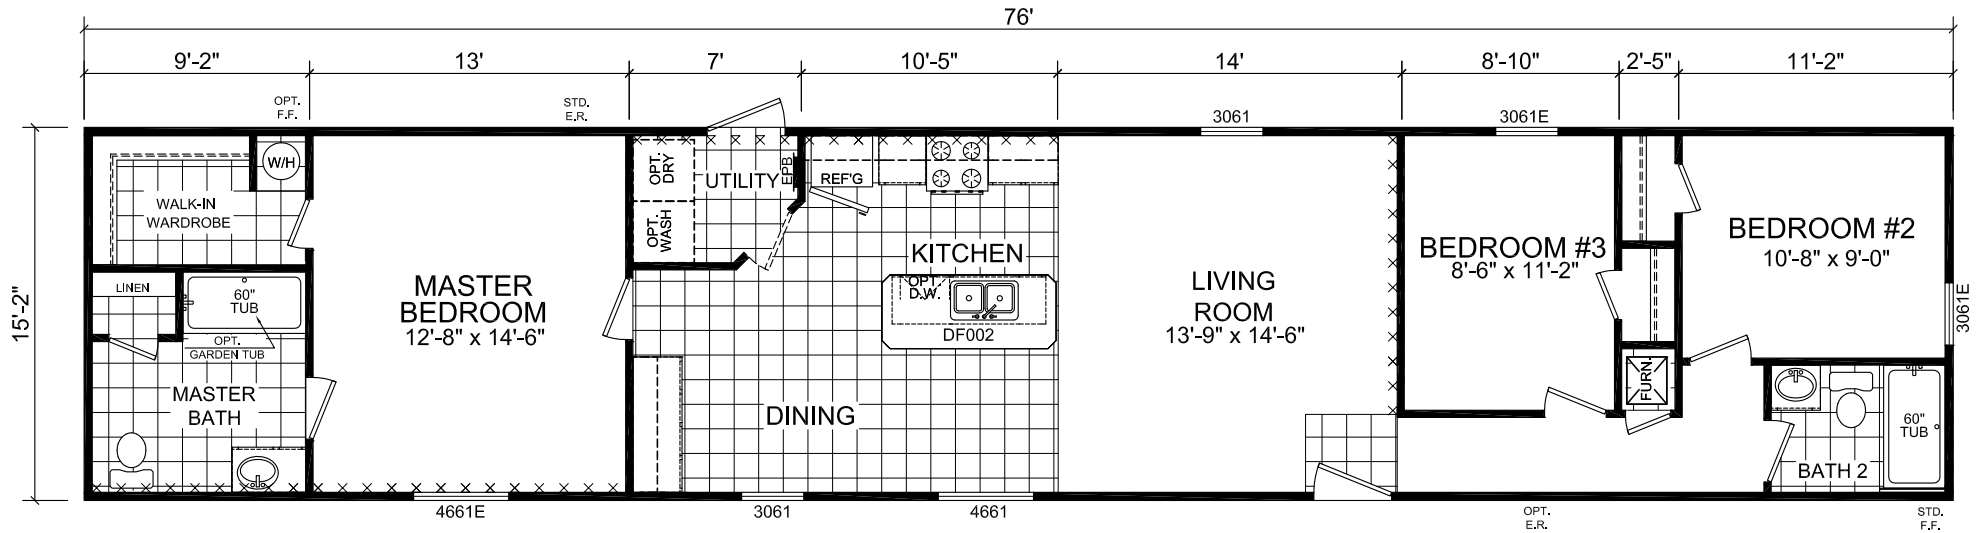 76'
9'-2"
13'
7'
10'-5"
14'
8'-10"
2'-5"
11'-2"
OPT.
F.F.
STD.
E.R.
3061
3061E
15'-2"
W/H
WALK-IN
WARDROBE
OPT.
DRY
OPT.
WASH
UTILITY
EPB
REF'G
KITCHEN
OPT.
D.W.
DF002
LINEN
60"
TUB
OPT.
GARDEN TUB
MASTER
BATH
MASTER
BEDROOM
12'-8" x 14'-6"
DINING
LIVING
ROOM
13'-9" x 14'-6"
BEDROOM #3
8'-6" x 11'-2"
BEDROOM #2
10'-8" x 9'-0"
3061E
FURN.
60"
TUB
BATH 2
4661E
3061
4661
OPT.
E.R.
STD.
F.F.